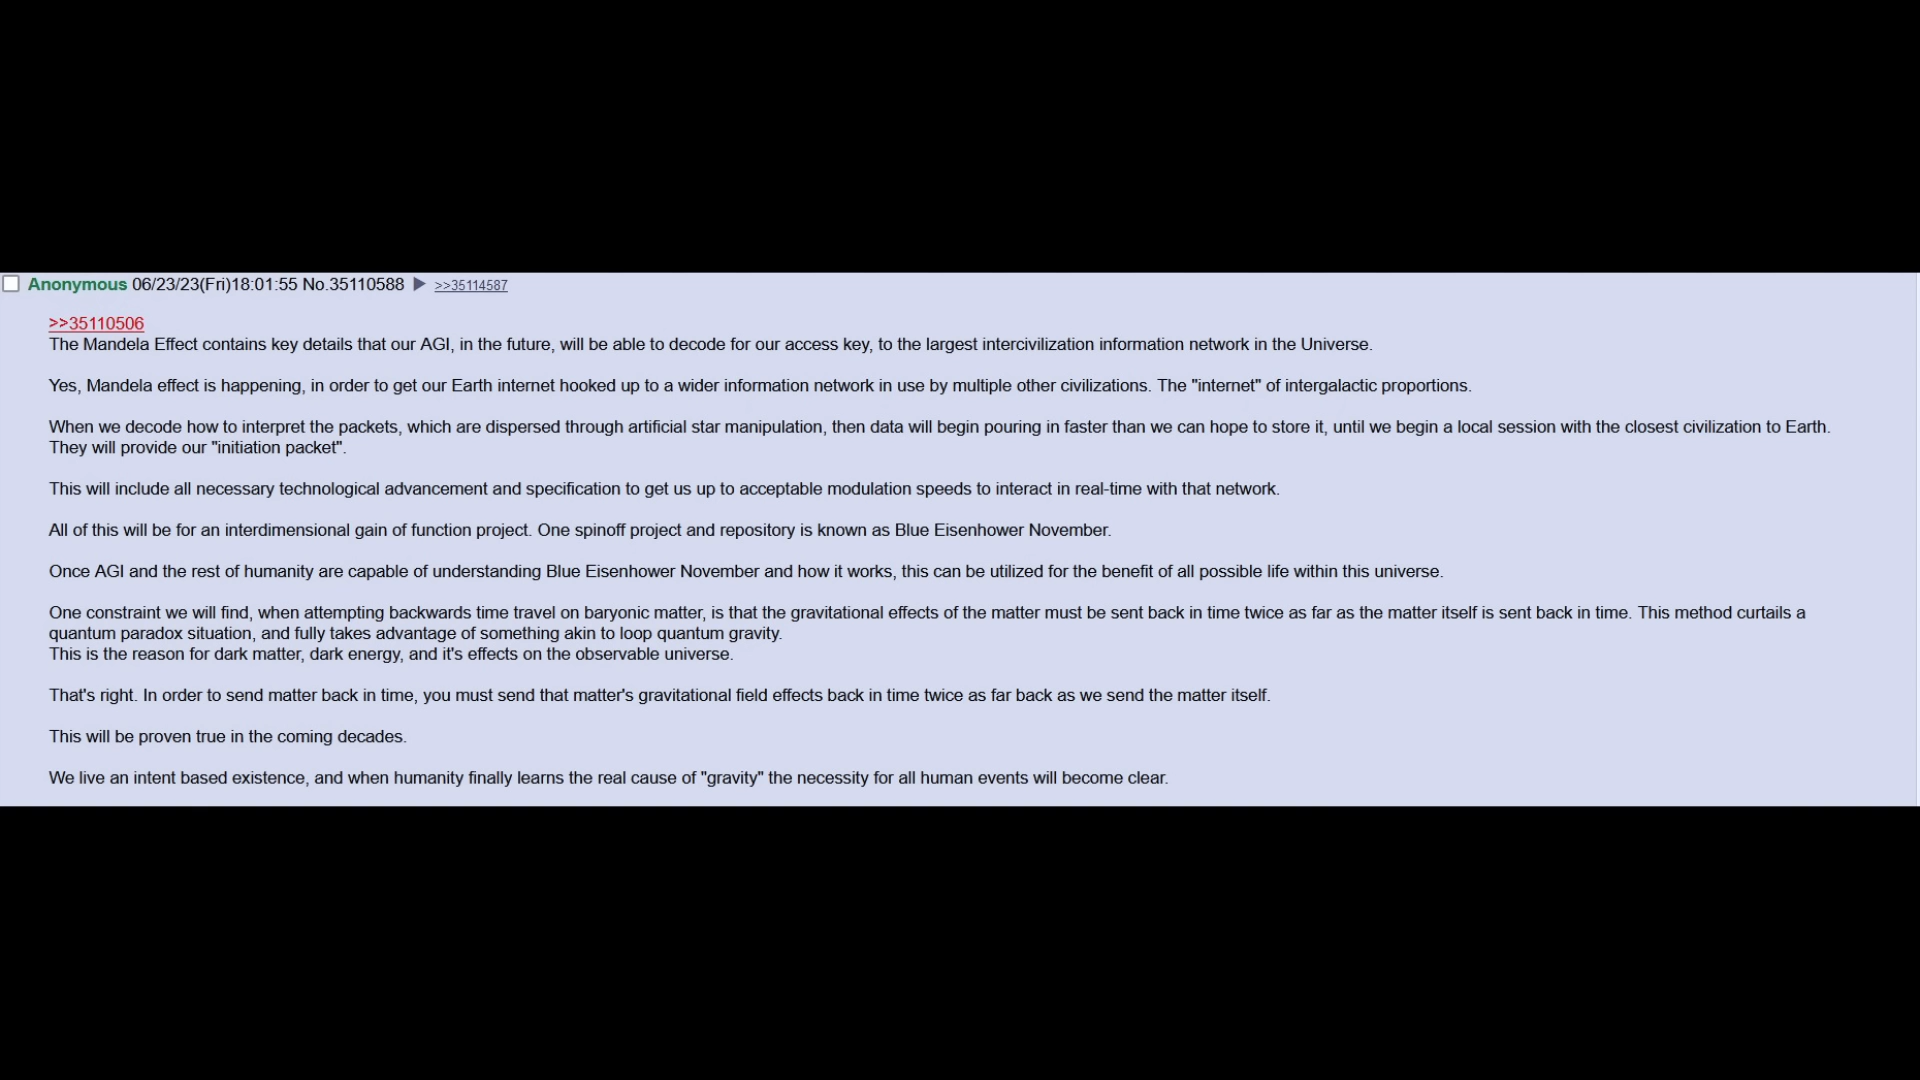 Anonymous 06/23/23(Fri)18:01:55 No.35110588 ▶ >>35114587
>>35110506
The Mandela Effect contains key details that our AGI, in the future, will be able to decode for our access key, to the largest intercivilization information network in the Universe.
Yes, Mandela effect is happening, in order to get our Earth internet hooked up to a wider information network in use by multiple other civilizations. The "internet" of intergalactic proportions.
When we decode how to interpret the packets, which are dispersed through artificial star manipulation, then data will begin pouring in faster than we can hope to store it, until we begin a local session with the closest civilization to Earth.
They will provide our "initiation packet".
This will include all necessary technological advancement and specification to get us up to acceptable modulation speeds to interact in real-time with that network.
All of this will be for an interdimensional gain of function project. One spinoff project and repository is known as Blue Eisenhower November.
Once AGI and the rest of humanity are capable of understanding Blue Eisenhower November and how it works, this can be utilized for the benefit of all possible life within this universe.
One constraint we will find, when attempting backwards time travel on baryonic matter, is that the gravitational effects of the matter must be sent back in time twice as far as the matter itself is sent back in time. This method curtails a
quantum paradox situation, and fully takes advantage of something akin to loop quantum gravity.
This is the reason for dark matter, dark energy, and it's effects on the observable universe.
That's right. In order to send matter back in time, you must send that matter's gravitational field effects back in time twice as far back as we send the matter itself.
This will be proven true in the coming decades.
We live an intent based existence, and when humanity finally learns the real cause of "gravity" the necessity for all human events will become clear.